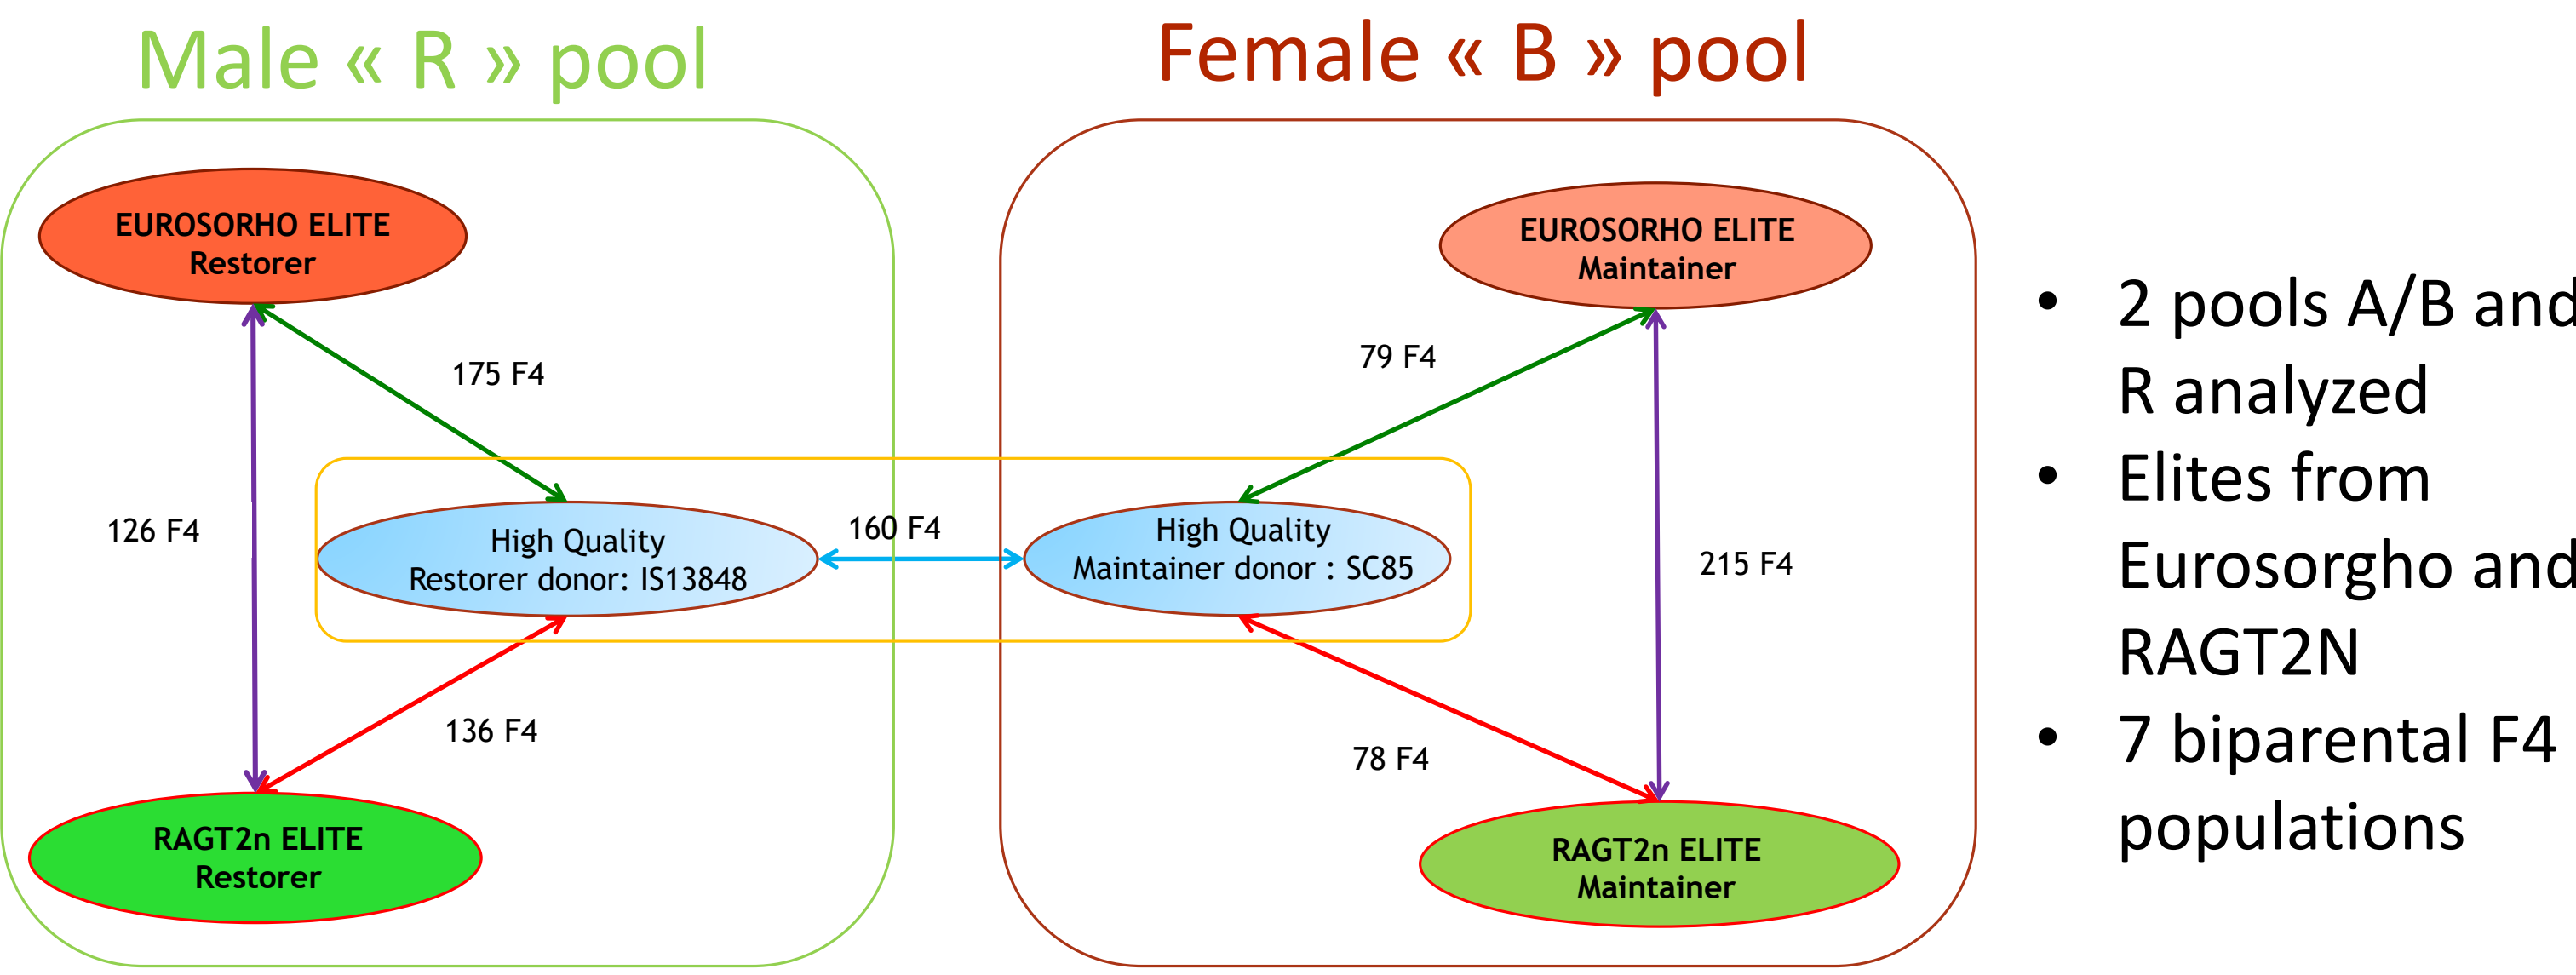 Male « R » pool
Female « B » pool
EUROSORHO ELITE
Restorer
175 F4
126 F4
High Quality
Restorer donor: IS13848
136 F4
RAGT2n ELITE
Restorer
160 F4
EUROSORHO ELITE
Maintainer
79 F4
High Quality
Maintainer donor : SC85
215 F4
78 F4
RAGT2n ELITE
Maintainer
• 2 pools A/B and
R analyzed
• Elites from
Eurosorgho and
RAGT2N
• 7 biparental F4
populations